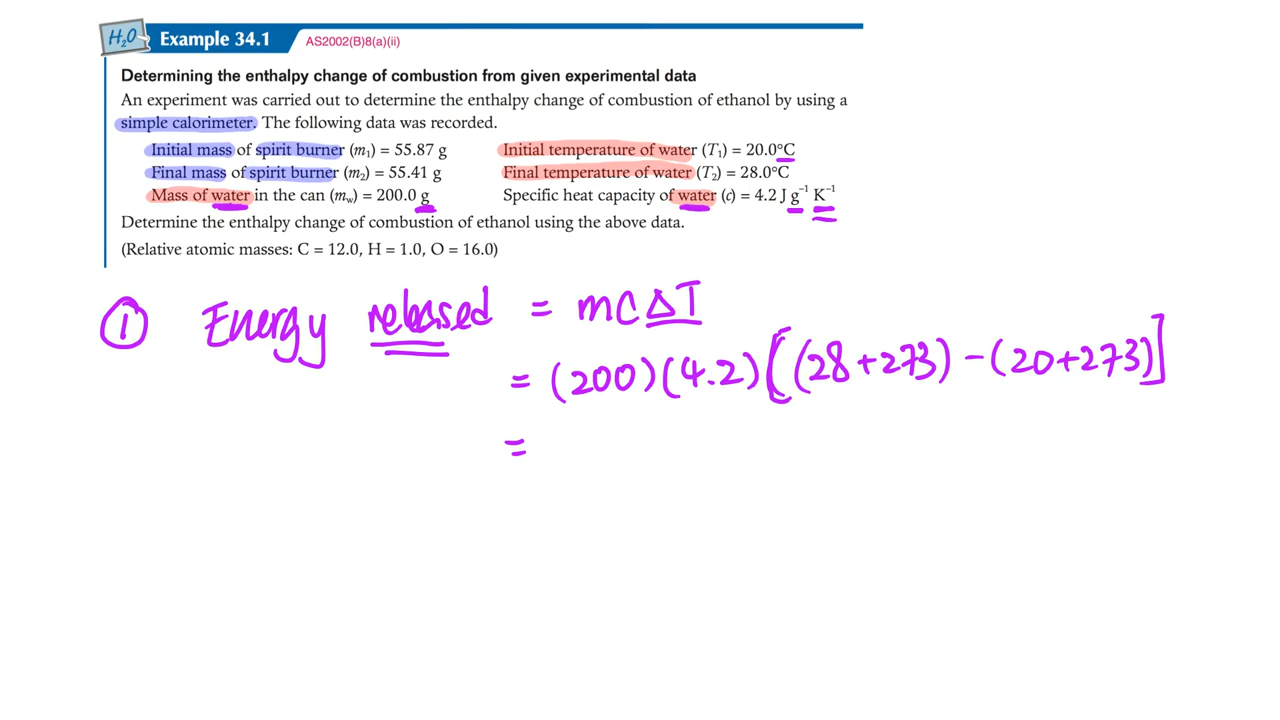 H₂O Example 34.1 AS2002(B)8(a)(ii)
Determining the enthalpy change of combustion from given experimental data
An experiment was carried out to determine the enthalpy change of combustion of ethanol by using a
simple calorimeter. The following data was recorded.
Initial mass of spirit burner (m₁) = 55.87 g Initial temperature of water (T₁) = 20.0°C
Final mass of spirit burner (m₂) = 55.41 g Final temperature of water (T₂) = 28.0°C
Mass of water in the can (m_w) = 200.0 g Specific heat capacity of water (c) = 4.2 J g⁻¹ K⁻¹
Determine the enthalpy change of combustion of ethanol using the above data.
(Relative atomic masses: C = 12.0, H = 1.0, O = 16.0)
① Energy released = mcΔT
= (200)(4.2)[(28+273)-(20+273)]
=